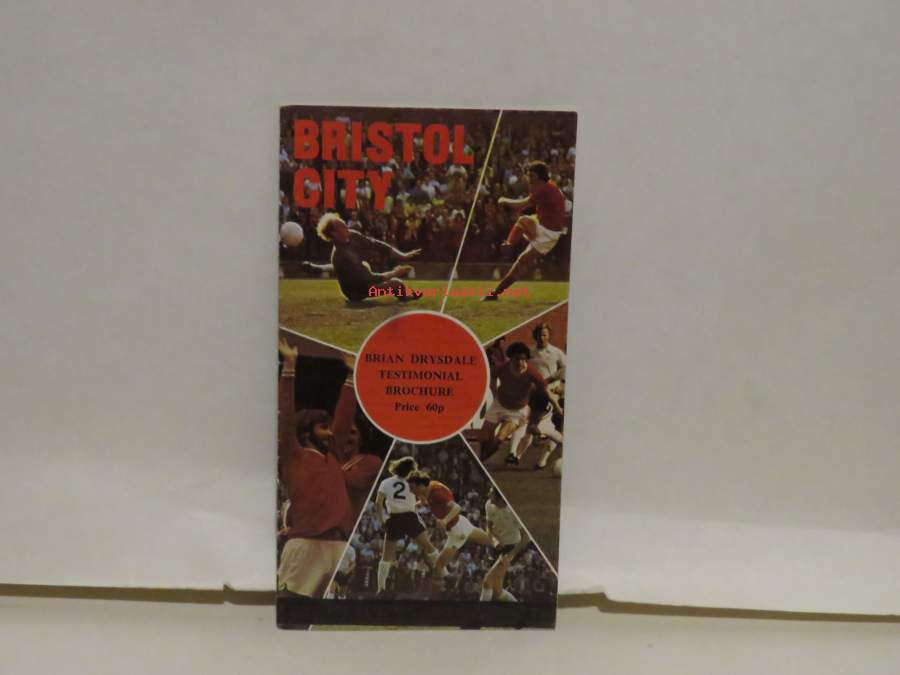 BRISTOL
CITY
Antikvariaatti.net
BRIAN DRYSDALE
TESTIMONIAL
BROCHURE
Price 60p
2